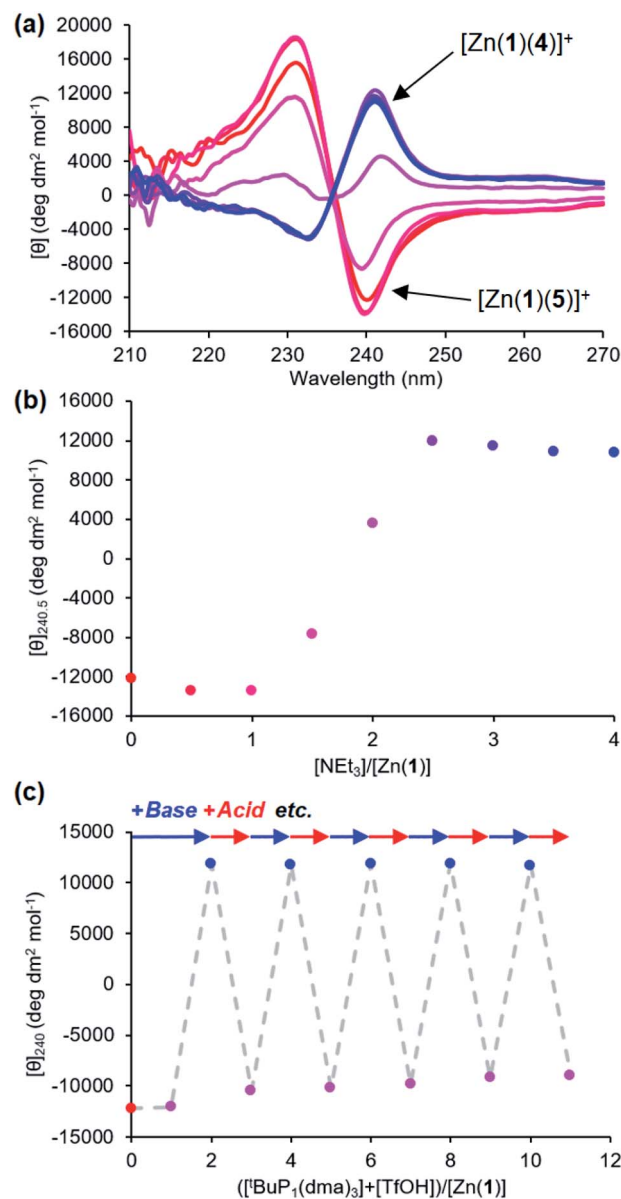 (a)
[Zn(1)(4)]⁺
[Zn(1)(5)]⁺
[θ] (deg dm² mol⁻¹)
20000
16000
12000
8000
4000
0
-4000
-8000
-12000
-16000
210 220 230 240 250 260 270
Wavelength (nm)
(b)
[θ]₂₄₀.₅ (deg dm² mol⁻¹)
16000
12000
8000
4000
0
-4000
-8000
-12000
-16000
0 1 2 3 4
[NEt₃]/[Zn(1)]
(c)
+Base +Acid etc.
[θ]₂₄₀ (deg dm² mol⁻¹)
15000
10000
5000
0
-5000
-10000
-15000
0 2 4 6 8 10 12
([ᵗBuP₁(dma)₃]+[TfOH])/[Zn(1)]